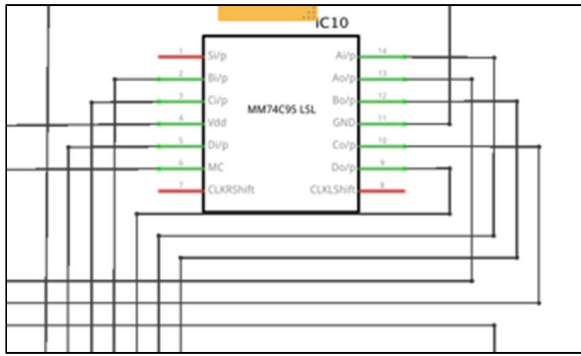 IC10
1 Si/p Ai/p 14
2 Bi/p Ao/p 13
3 Ci/p Bo/p 12
MM74C95 LSL
4 Vdd GND 11
5 Di/p Co/p 10
6 MC Do/p 9
7 CLKRShift CLKLShift 8